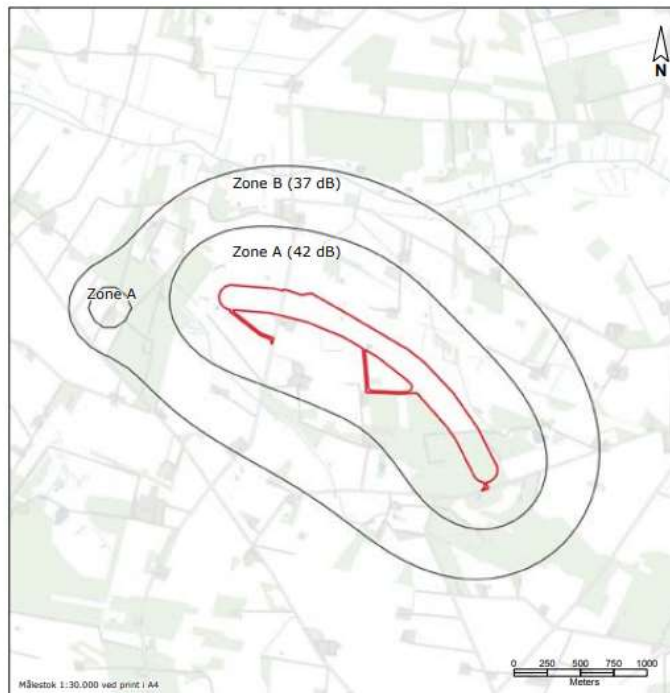 N
Zone B (37 dB)
Zone A (42 dB)
Zone A
Målestok 1:30.000 ved print i A4
0 250 500 750 1000
Meters